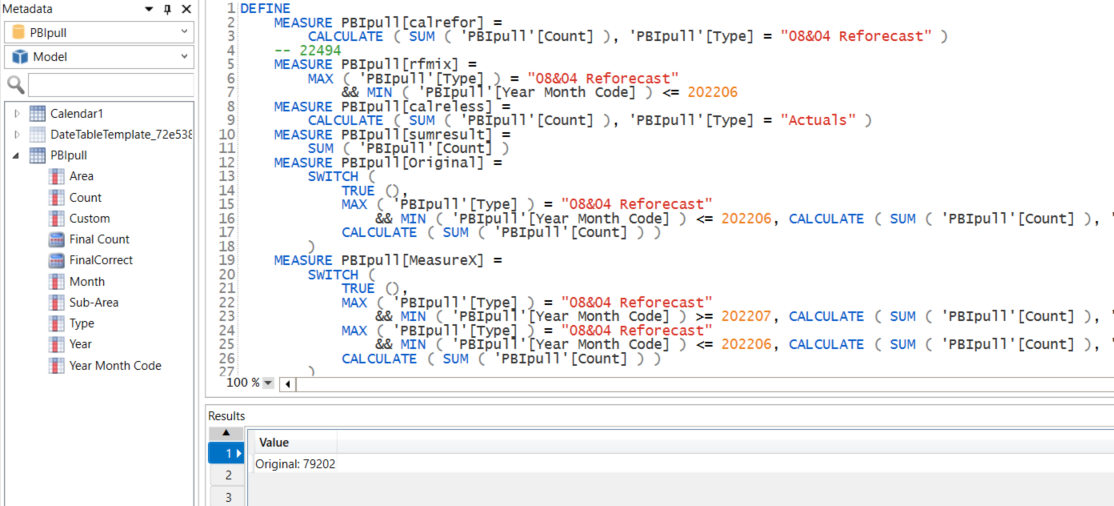 Metadata
PBIpull
Model
Calendar1
DateTableTemplate_72e538
PBIpull
Area
Count
Custom
Final Count
FinalCorrect
Month
Sub-Area
Type
Year
Year Month Code
1 DEFINE
2 MEASURE PBIpull[calrefor] =
3 CALCULATE ( SUM ( 'PBIpull'[Count] ), 'PBIpull'[Type] = "08&04 Reforecast" )
4 -- 22494
5 MEASURE PBIpull[rfmix] =
6 MAX ( 'PBIpull'[Type] ) = "08&04 Reforecast"
7 && MIN ( 'PBIpull'[Year Month Code] ) <= 202206
8 MEASURE PBIpull[calreless] =
9 CALCULATE ( SUM ( 'PBIpull'[Count] ), 'PBIpull'[Type] = "Actuals" )
10 MEASURE PBIpull[sumresult] =
11 SUM ( 'PBIpull'[Count] )
12 MEASURE PBIpull[Original] =
13 SWITCH (
14 TRUE (),
15 MAX ( 'PBIpull'[Type] ) = "08&04 Reforecast"
16 && MIN ( 'PBIpull'[Year Month Code] ) <= 202206, CALCULATE ( SUM ( 'PBIpull'[Count] ), '
17 CALCULATE ( SUM ( 'PBIpull'[Count] ) )
18 )
19 MEASURE PBIpull[MeasureX] =
20 SWITCH (
21 TRUE (),
22 MAX ( 'PBIpull'[Type] ) = "08&04 Reforecast"
23 && MIN ( 'PBIpull'[Year Month Code] ) >= 202207, CALCULATE ( SUM ( 'PBIpull'[Count] ), '
24 MAX ( 'PBIpull'[Type] ) = "08&04 Reforecast"
25 && MIN ( 'PBIpull'[Year Month Code] ) <= 202206, CALCULATE ( SUM ( 'PBIpull'[Count] ), '
26 CALCULATE ( SUM ( 'PBIpull'[Count] ) )
27 )
100 %
Results
Value
1 Original: 79202
2
3